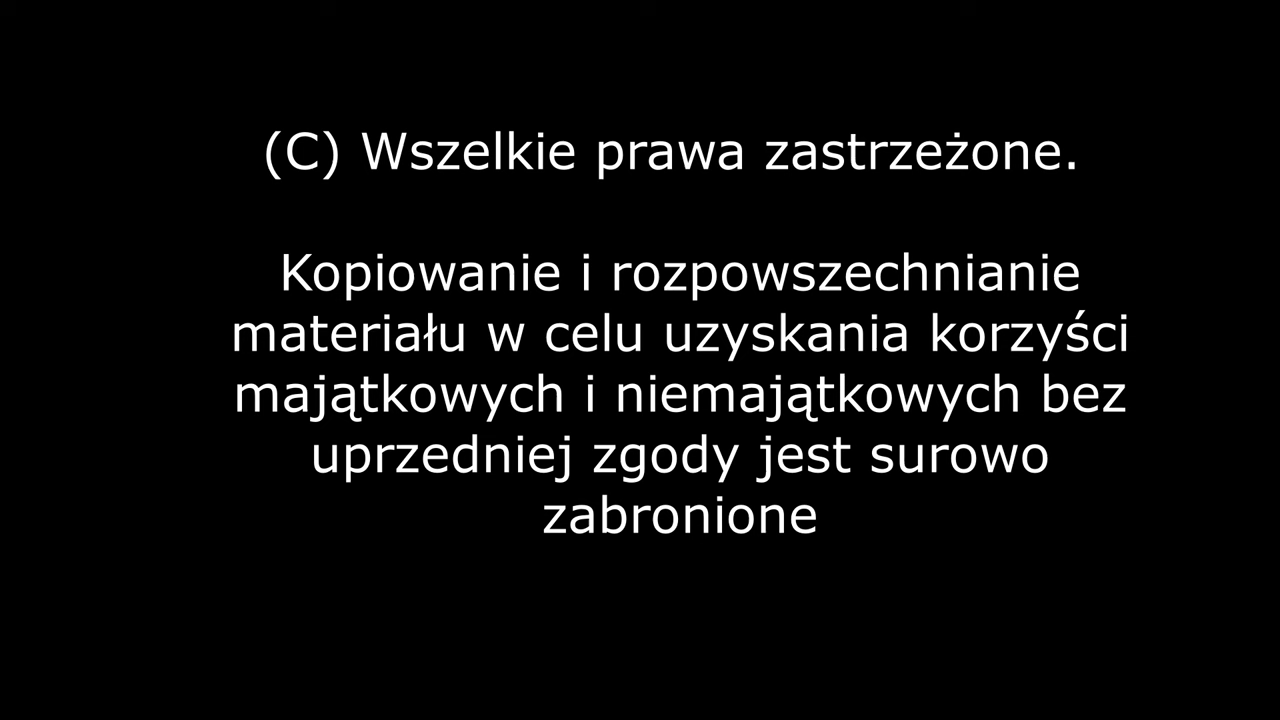 (C) Wszelkie prawa zastrzeżone.
Kopiowanie i rozpowszechnianie
materiału w celu uzyskania korzyści
majątkowych i niemajątkowych bez
uprzedniej zgody jest surowo
zabronione